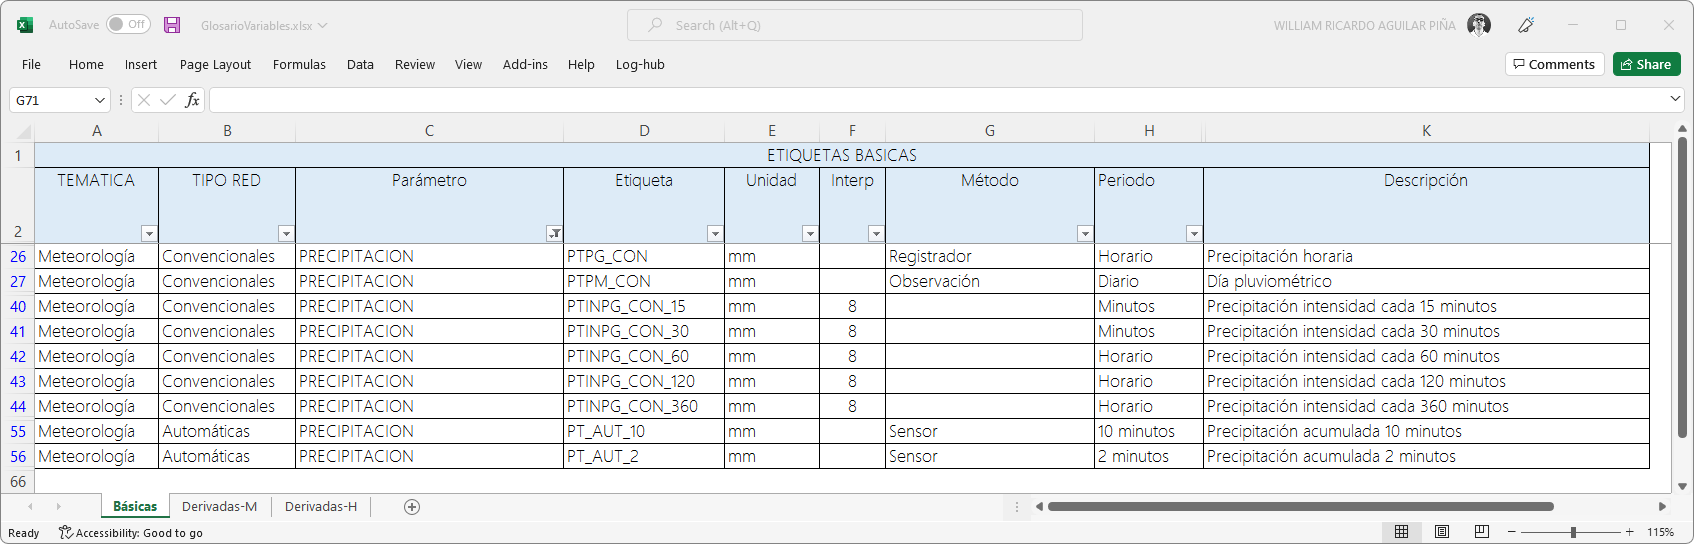 AutoSave Off GlosarioVariables.xlsx Search (Alt+Q) WILLIAM RICARDO AGUILAR PIÑA
File Home Insert Page Layout Formulas Data Review View Add-ins Help Log-hub Comments Share
G71 fx
A B C D E F G H K
1 ETIQUETAS BASICAS
2 TEMATICA TIPO RED Parámetro Etiqueta Unidad Interp Método Periodo Descripción
26 Meteorología Convencionales PRECIPITACION PTPG_CON mm Registrador Horario Precipitación horaria
27 Meteorología Convencionales PRECIPITACION PTPM_CON mm Observación Diario Día pluviométrico
40 Meteorología Convencionales PRECIPITACION PTINPG_CON_15 mm 8 Minutos Precipitación intensidad cada 15 minutos
41 Meteorología Convencionales PRECIPITACION PTINPG_CON_30 mm 8 Minutos Precipitación intensidad cada 30 minutos
42 Meteorología Convencionales PRECIPITACION PTINPG_CON_60 mm 8 Horario Precipitación intensidad cada 60 minutos
43 Meteorología Convencionales PRECIPITACION PTINPG_CON_120 mm 8 Horario Precipitación intensidad cada 120 minutos
44 Meteorología Convencionales PRECIPITACION PTINPG_CON_360 mm 8 Horario Precipitación intensidad cada 360 minutos
55 Meteorología Automáticas PRECIPITACION PT_AUT_10 mm Sensor 10 minutos Precipitación acumulada 10 minutos
56 Meteorología Automáticas PRECIPITACION PT_AUT_2 mm Sensor 2 minutos Precipitación acumulada 2 minutos
66
Básicas Derivadas-M Derivadas-H
Ready Accessibility: Good to go 115%